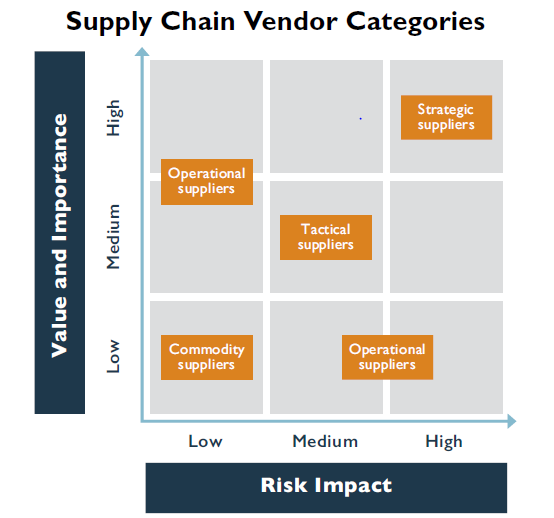 Supply Chain Vendor Categories
Value and Importance
High
Medium
Low
Strategic
suppliers
Operational
suppliers
Tactical
suppliers
Commodity
suppliers
Operational
suppliers
Low
Medium
High
Risk Impact